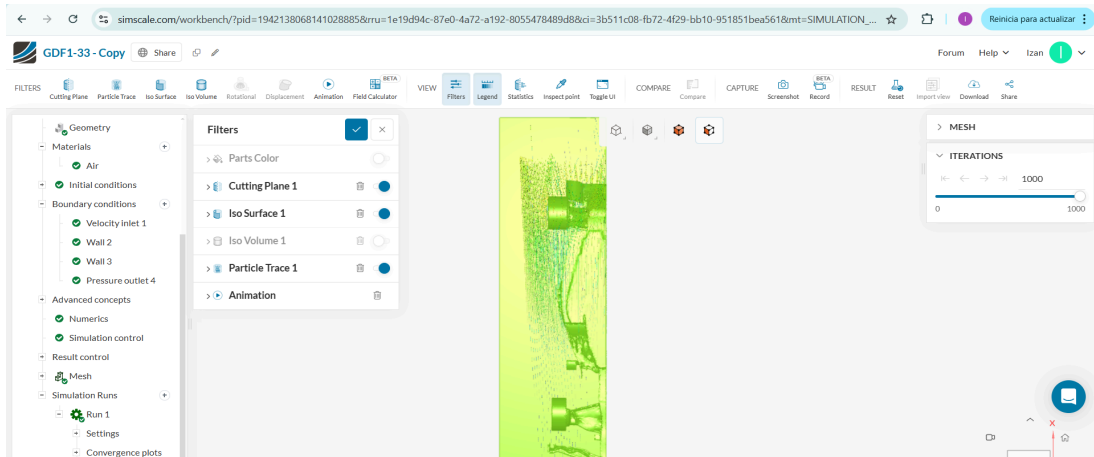 simscale.com/workbench/?pid=1942138068141028885&rru=1e19d94c-87e0-4a72-a192-8055478489d8&ci=3b511c08-fb72-4f29-bb10-951851bea561&mt=SIMULATION_...
I
Reinicia para actualizar
GDF1-33 - Copy
Share
Forum
Help
Izan
I
FILTERS
Cutting Plane
Particle Trace
Iso Surface
Iso Volume
Rotational
Displacement
Animation
BETA
Field Calculator
VIEW
Filters
Legend
Statistics
Inspect point
Toggle UI
COMPARE
Compare
CAPTURE
Screenshot
BETA
Record
RESULT
Reset
Import view
Download
Share
Geometry
Materials
Air
Initial conditions
Boundary conditions
Velocity inlet 1
Wall 2
Wall 3
Pressure outlet 4
Advanced concepts
Numerics
Simulation control
Result control
Mesh
Simulation Runs
Run 1
Settings
Convergence plots
Filters
Parts Color
Cutting Plane 1
Iso Surface 1
Iso Volume 1
Particle Trace 1
Animation
MESH
ITERATIONS
1000
0
1000
X